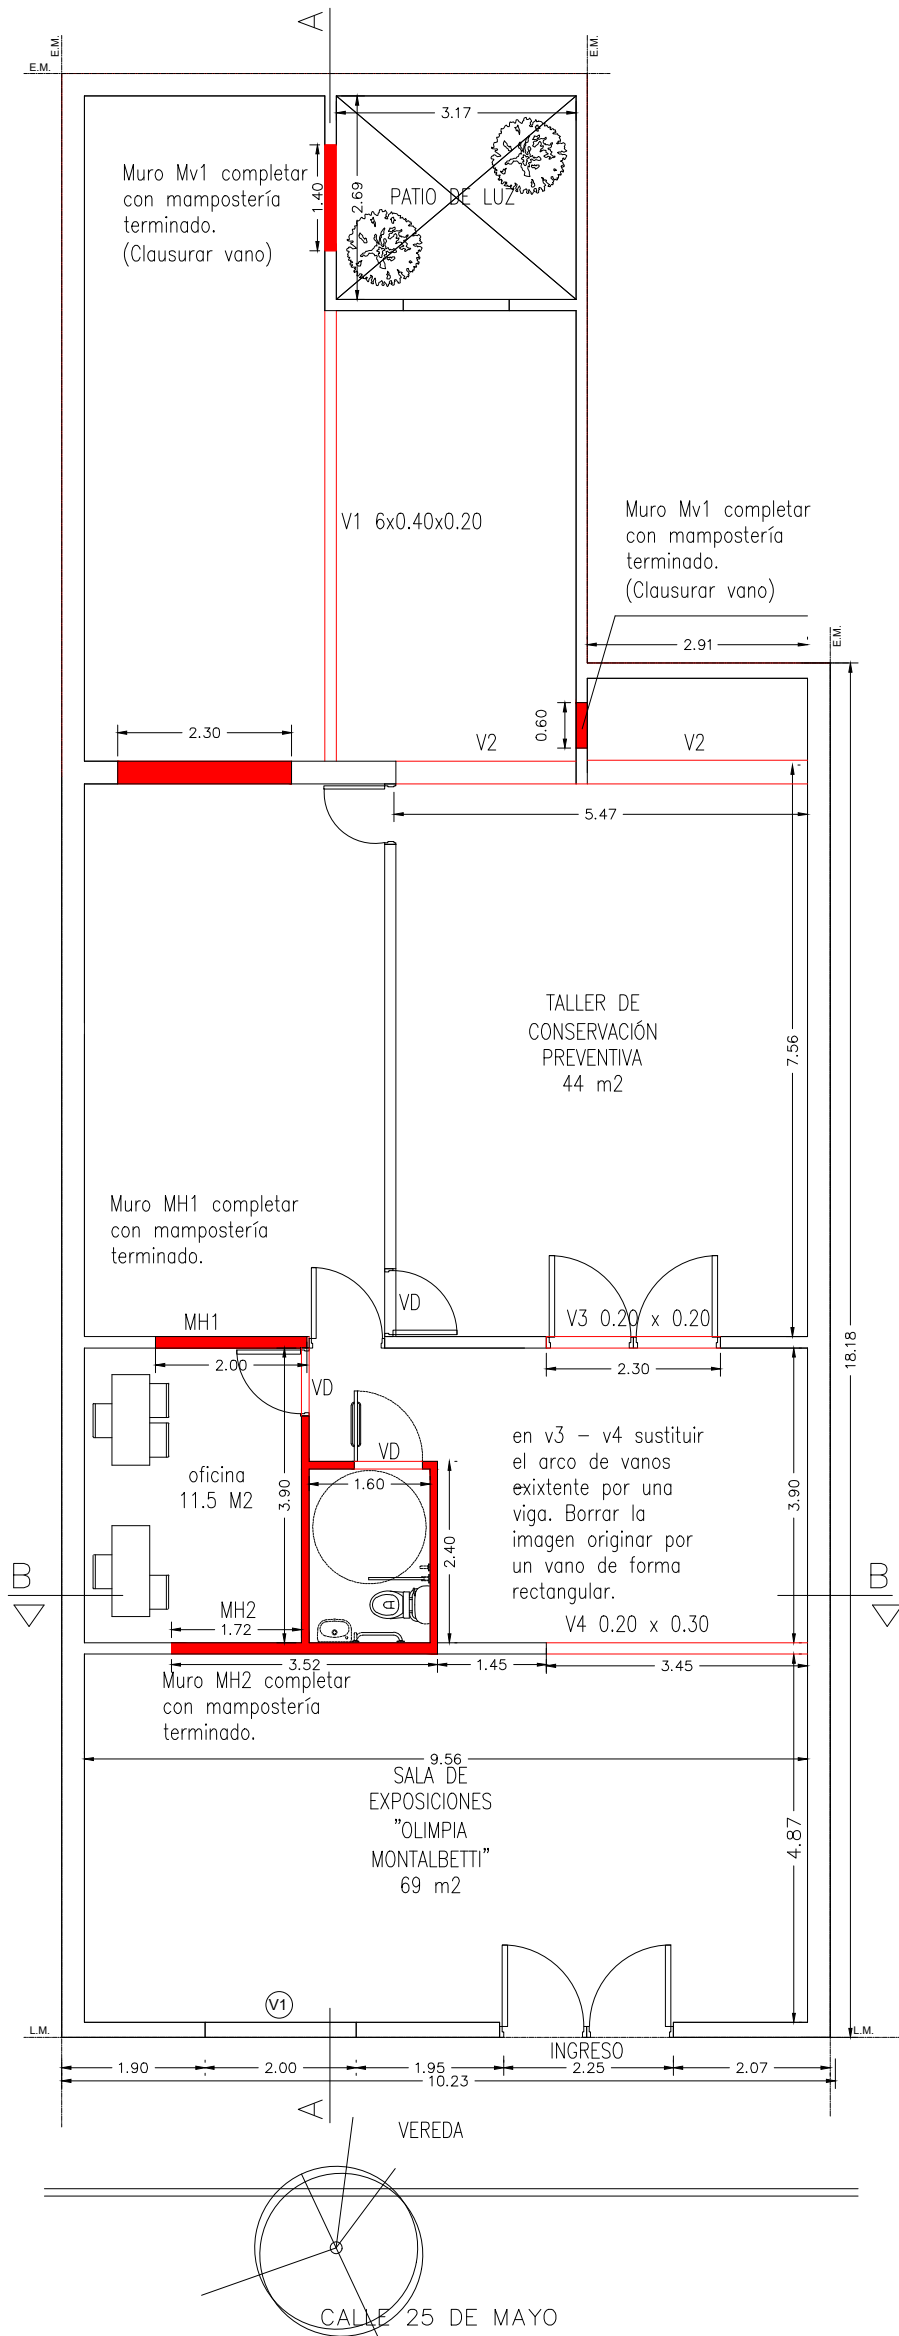 A
E.M.
E.M.
E.M.
3.17
Muro Mv1 completar
con mampostería
terminado.
(Clausurar vano)
1.40
2.69
PATIO DE LUZ
V1 6x0.40x0.20
Muro Mv1 completar
con mampostería
terminado.
(Clausurar vano)
E.M.
2.91
0.60
2.30
V2
V2
5.47
TALLER DE
CONSERVACIÓN
PREVENTIVA
44 m2
7.56
18.18
Muro MH1 completar
con mampostería
terminado.
VD
MH1
V3 0.20 x 0.20
2.00
2.30
VD
en v3 – v4 sustituir
el arco de vanos
exixtente por una
viga. Borrar la
imagen originar por
un vano de forma
rectangular.
VD
oficina
11.5 M2
1.60
3.90
2.40
3.90
B
B
MH2
1.72
V4 0.20 x 0.30
3.52
1.45
3.45
Muro MH2 completar
con mampostería
terminado.
9.56
SALA DE
EXPOSICIONES
"OLIMPIA
MONTALBETTI"
69 m2
4.87
V1
L.M.
L.M.
INGRESO
1.90
2.00
1.95
2.25
2.07
10.23
A
VEREDA
CALLE 25 DE MAYO